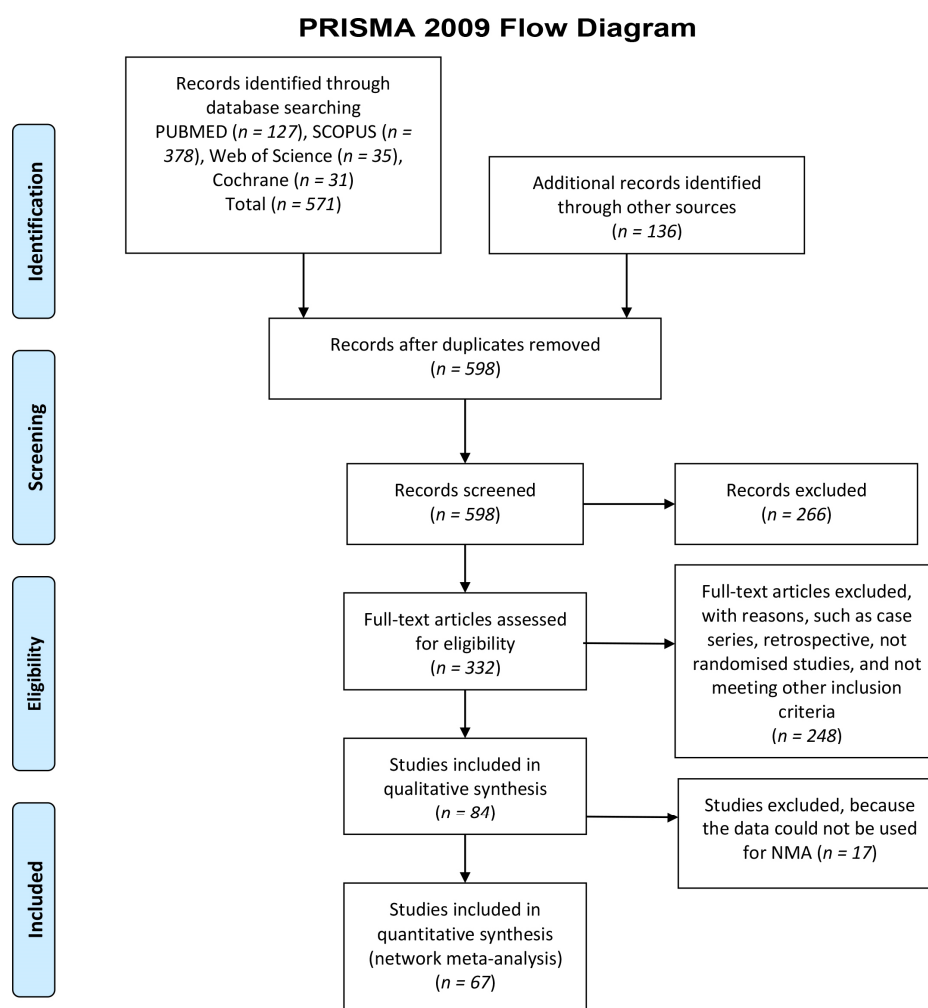 PRISMA 2009 Flow Diagram
Identification
Records identified through
database searching
PUBMED (n = 127), SCOPUS (n =
378), Web of Science (n = 35),
Cochrane (n = 31)
Total (n = 571)
Additional records identified
through other sources
(n = 136)
Records after duplicates removed
(n = 598)
Screening
Records screened
(n = 598)
Records excluded
(n = 266)
Eligibility
Full-text articles assessed
for eligibility
(n = 332)
Full-text articles excluded,
with reasons, such as case
series, retrospective, not
randomised studies, and not
meeting other inclusion
criteria
(n = 248)
Studies included in
qualitative synthesis
(n = 84)
Studies excluded, because
the data could not be used
for NMA (n = 17)
Included
Studies included in
quantitative synthesis
(network meta-analysis)
(n = 67)